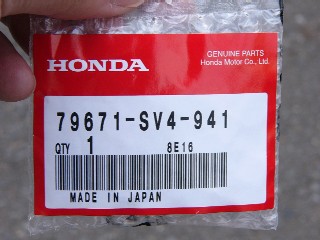 HONDA
GENUINE PARTS
Honda Motor Co., Ltd.
79671-SV4-941
QTY 1 8E16
MADE IN JAPAN